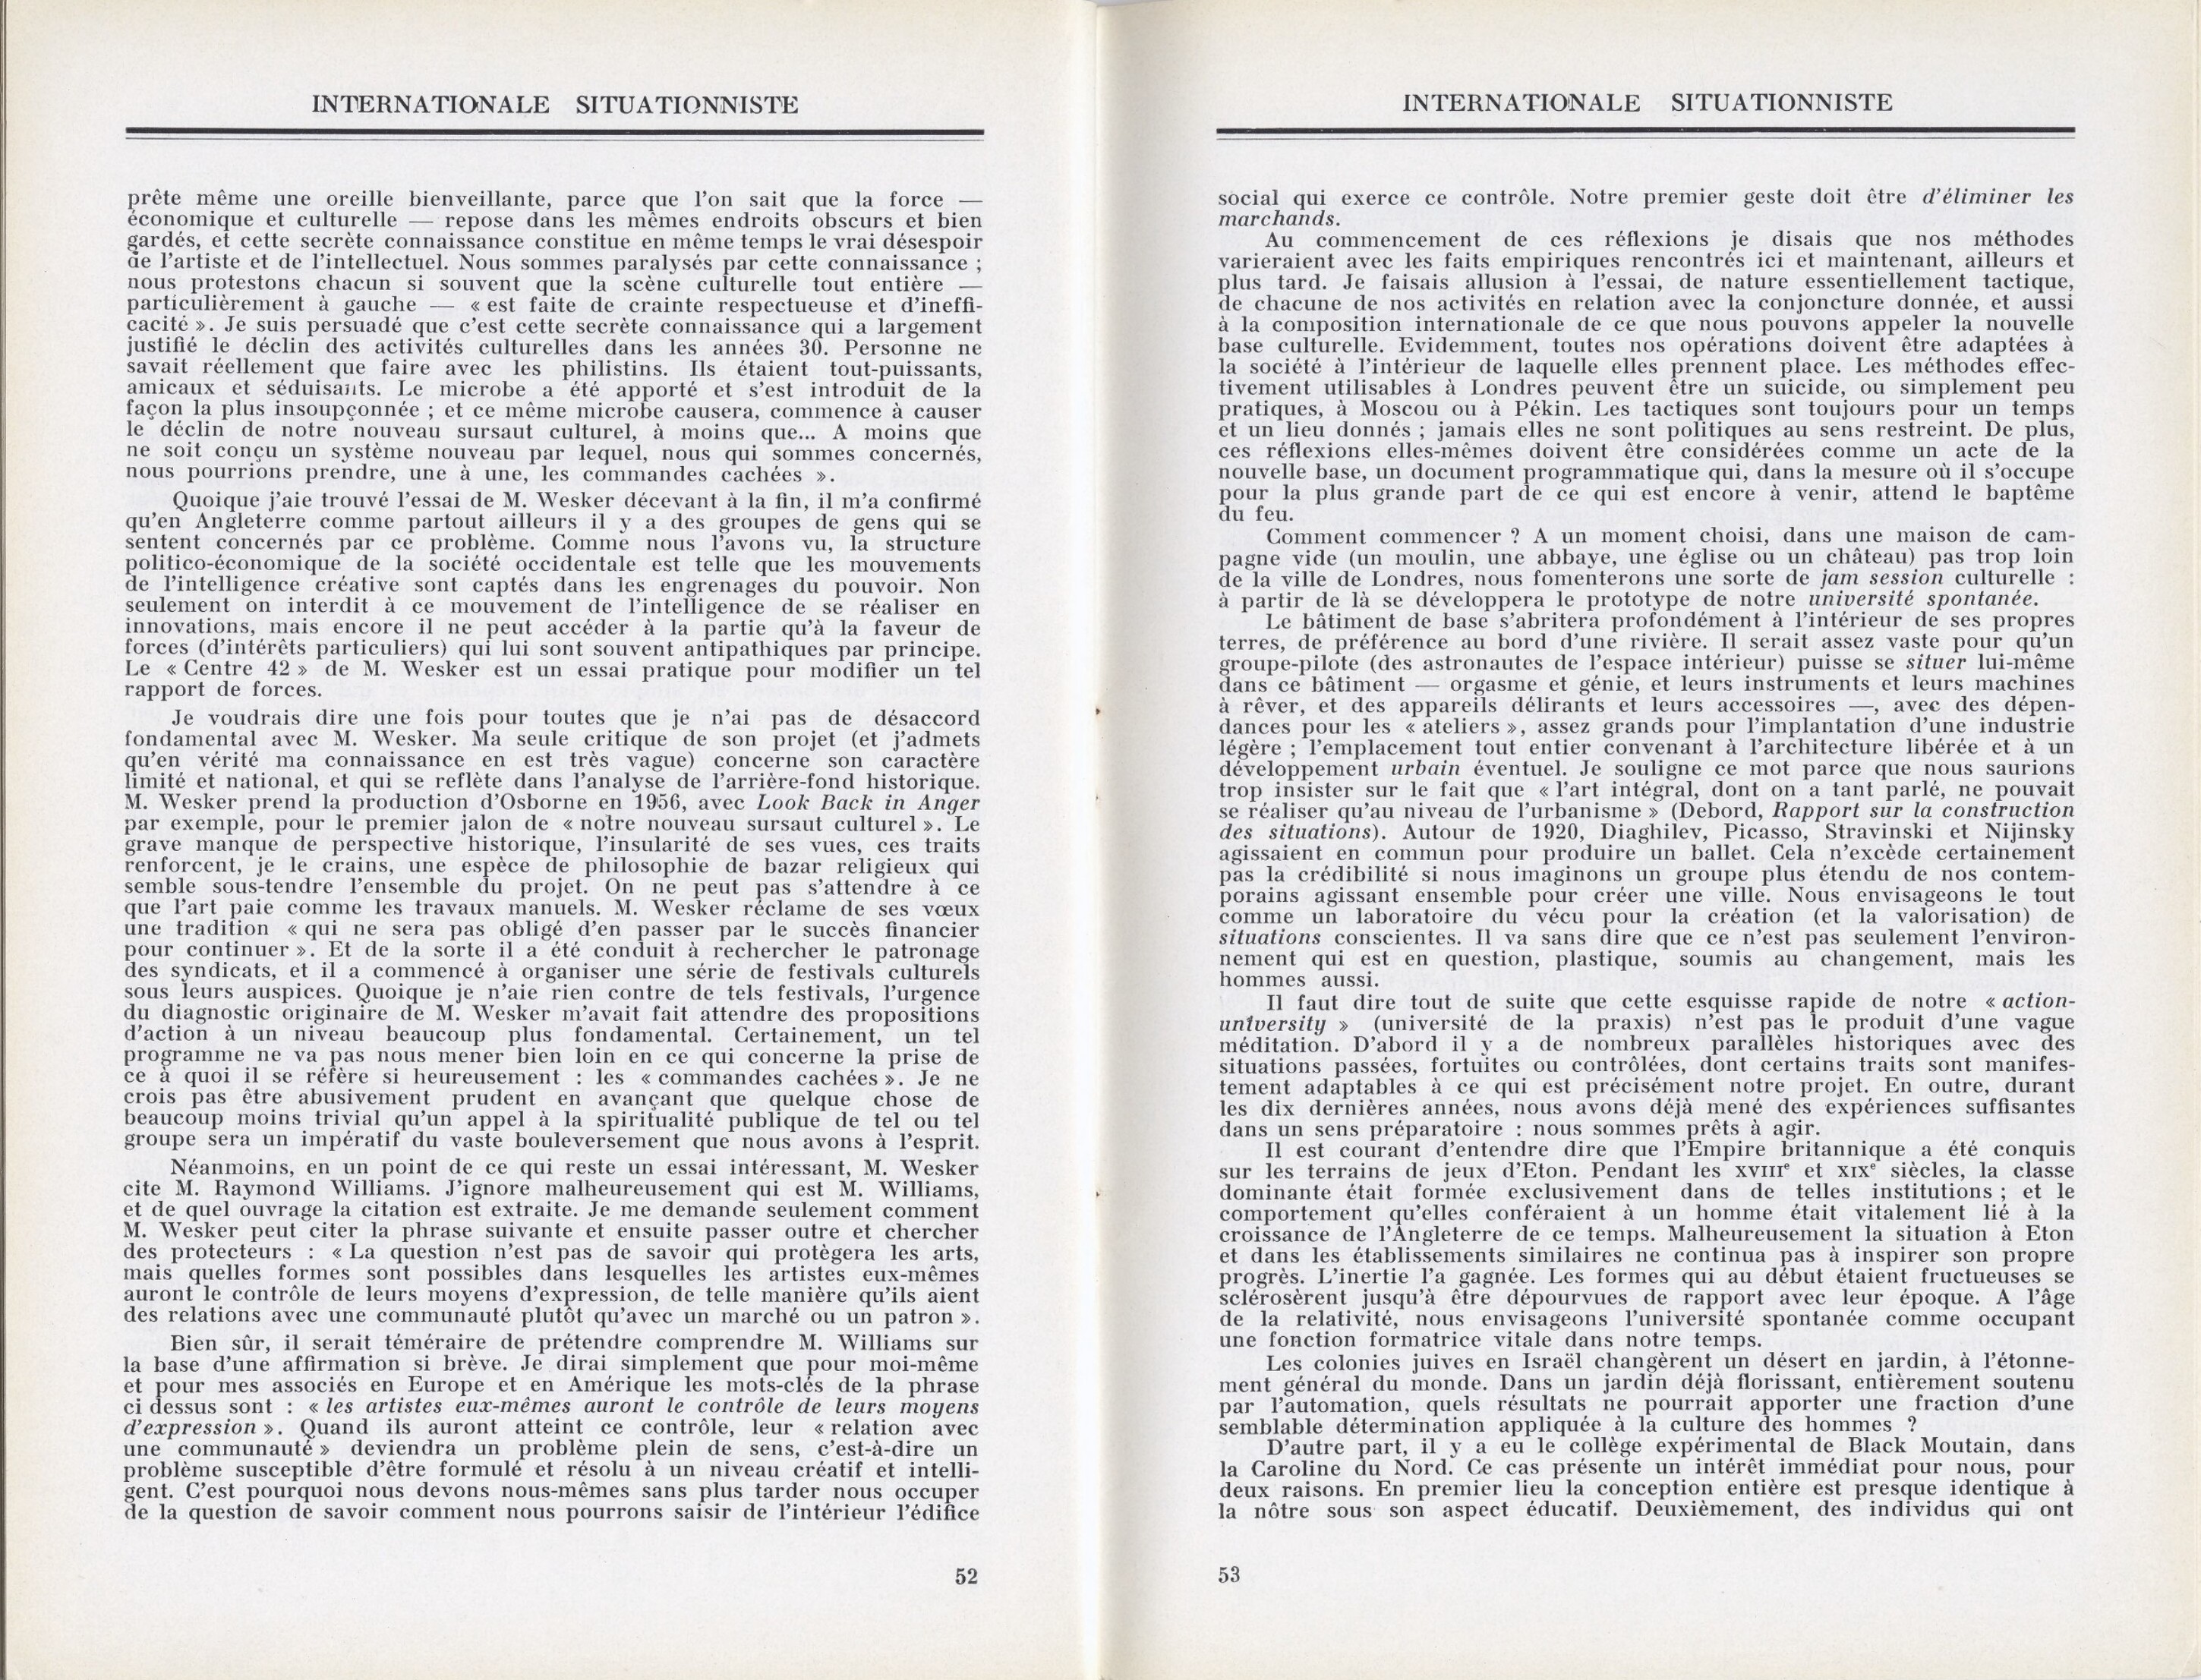 INTERNATIONALE SITUATIONNISTE
prête même une oreille bienveillante, parce que l'on sait que la force —
économique et culturelle — repose dans les mêmes endroits obscurs et bien
gardés, et cette secrète connaissance constitue en même temps le vrai désespoir
de l'artiste et de l'intellectuel. Nous sommes paralysés par cette connaissance ;
nous protestons chacun si souvent que la scène culturelle tout entière —
particulièrement à gauche — « est faite de crainte respectueuse et d'ineffi-
cacité ». Je suis persuadé que c'est cette secrète connaissance qui a largement
justifié le déclin des activités culturelles dans les années 30. Personne ne
savait réellement que faire avec les philistins. Ils étaient tout-puissants,
amicaux et séduisants. Le microbe a été apporté et s'est introduit de la
façon la plus insoupçonnée ; et ce même microbe causera, commence à causer
le déclin de notre nouveau sursaut culturel, à moins que... A moins que
ne soit conçu un système nouveau par lequel, nous qui sommes concernés,
nous pourrions prendre, une à une, les commandes cachées ».
Quoique j'aie trouvé l'essai de M. Wesker décevant à la fin, il m'a confirmé
qu'en Angleterre comme partout ailleurs il y a des groupes de gens qui se
sentent concernés par ce problème. Comme nous l'avons vu, la structure
politico-économique de la société occidentale est telle que les mouvements
de l'intelligence créative sont captés dans les engrenages du pouvoir. Non
seulement on interdit à ce mouvement de l'intelligence de se réaliser en
innovations, mais encore il ne peut accéder à la partie qu'à la faveur de
forces (d'intérêts particuliers) qui lui sont souvent antipathiques par principe.
Le « Centre 42 » de M. Wesker est un essai pratique pour modifier un tel
rapport de forces.
Je voudrais dire une fois pour toutes que je n'ai pas de désaccord
fondamental avec M. Wesker. Ma seule critique de son projet (et j'admets
qu'en vérité ma connaissance en est très vague) concerne son caractère
limité et national, et qui se reflète dans l'analyse de l'arrière-fond historique.
M. Wesker prend la production d'Osborne en 1956, avec Look Back in Anger
par exemple, pour le premier jalon de « notre nouveau sursaut culturel ». Le
grave manque de perspective historique, l'insularité de ses vues, ces traits
renforcent, je le crains, une espèce de philosophie de bazar religieux qui
semble sous-tendre l'ensemble du projet. On ne peut pas s'attendre à ce
que l'art paie comme les travaux manuels. M. Wesker réclame de ses vœux
une tradition « qui ne sera pas obligé d'en passer par le succès financier
pour continuer ». Et de la sorte il a été conduit à rechercher le patronage
des syndicats, et il a commencé à organiser une série de festivals culturels
sous leurs auspices. Quoique je n'aie rien contre de tels festivals, l'urgence
du diagnostic originaire de M. Wesker m'avait fait attendre des propositions
d'action à un niveau beaucoup plus fondamental. Certainement, un tel
programme ne va pas nous mener bien loin en ce qui concerne la prise de
ce à quoi il se réfère si heureusement : les « commandes cachées ». Je ne
crois pas être abusivement prudent en avançant que quelque chose de
beaucoup moins trivial qu'un appel à la spiritualité publique de tel ou tel
groupe sera un impératif du vaste bouleversement que nous avons à l'esprit.
Néanmoins, en un point de ce qui reste un essai intéressant, M. Wesker
cite M. Raymond Williams. J'ignore malheureusement qui est M. Williams,
et de quel ouvrage la citation est extraite. Je me demande seulement comment
M. Wesker peut citer la phrase suivante et ensuite passer outre et chercher
des protecteurs : « La question n'est pas de savoir qui protègera les arts,
mais quelles formes sont possibles dans lesquelles les artistes eux-mêmes
auront le contrôle de leurs moyens d'expression, de telle manière qu'ils aient
des relations avec une communauté plutôt qu'avec un marché ou un patron ».
Bien sûr, il serait téméraire de prétendre comprendre M. Williams sur
la base d'une affirmation si brève. Je dirai simplement que pour moi-même
et pour mes associés en Europe et en Amérique les mots-clés de la phrase
ci dessus sont : « les artistes eux-mêmes auront le contrôle de leurs moyens
d'expression ». Quand ils auront atteint ce contrôle, leur « relation avec
une communauté » deviendra un problème plein de sens, c'est-à-dire un
problème susceptible d'être formulé et résolu à un niveau créatif et intelli-
gent. C'est pourquoi nous devons nous-mêmes sans plus tarder nous occuper
de la question de savoir comment nous pourrons saisir de l'intérieur l'édifice
52
INTERNATIONALE SITUATIONNISTE
social qui exerce ce contrôle. Notre premier geste doit être d'éliminer les
marchands.
Au commencement de ces réflexions je disais que nos méthodes
varieraient avec les faits empiriques rencontrés ici et maintenant, ailleurs et
plus tard. Je faisais allusion à l'essai, de nature essentiellement tactique,
de chacune de nos activités en relation avec la conjoncture donnée, et aussi
à la composition internationale de ce que nous pouvons appeler la nouvelle
base culturelle. Evidemment, toutes nos opérations doivent être adaptées à
la société à l'intérieur de laquelle elles prennent place. Les méthodes effec-
tivement utilisables à Londres peuvent être un suicide, ou simplement peu
pratiques, à Moscou ou à Pékin. Les tactiques sont toujours pour un temps
et un lieu donnés ; jamais elles ne sont politiques au sens restreint. De plus,
ces réflexions elles-mêmes doivent être considérées comme un acte de la
nouvelle base, un document programmatique qui, dans la mesure où il s'occupe
pour la plus grande part de ce qui est encore à venir, attend le baptême
du feu.
Comment commencer ? A un moment choisi, dans une maison de cam-
pagne vide (un moulin, une abbaye, une église ou un château) pas trop loin
de la ville de Londres, nous fomenterons une sorte de jam session culturelle :
à partir de là se développera le prototype de notre université spontanée.
Le bâtiment de base s'abritera profondément à l'intérieur de ses propres
terres, de préférence au bord d'une rivière. Il serait assez vaste pour qu'un
groupe-pilote (des astronautes de l'espace intérieur) puisse se situer lui-même
dans ce bâtiment — orgasme et génie, et leurs instruments et leurs machines
à rêver, et des appareils délirants et leurs accessoires —, avec des dépen-
dances pour les « ateliers », assez grands pour l'implantation d'une industrie
légère ; l'emplacement tout entier convenant à l'architecture libérée et à un
développement urbain éventuel. Je souligne ce mot parce que nous saurions
trop insister sur le fait que « l'art intégral, dont on a tant parlé, ne pouvait
se réaliser qu'au niveau de l'urbanisme » (Debord, Rapport sur la construction
des situations). Autour de 1920, Diaghilev, Picasso, Stravinski et Nijinsky
agissaient en commun pour produire un ballet. Cela n'excède certainement
pas la crédibilité si nous imaginons un groupe plus étendu de nos contem-
porains agissant ensemble pour créer une ville. Nous envisageons le tout
comme un laboratoire du vécu pour la création (et la valorisation) de
situations conscientes. Il va sans dire que ce n'est pas seulement l'environ-
nement qui est en question, plastique, soumis au changement, mais les
hommes aussi.
Il faut dire tout de suite que cette esquisse rapide de notre « action-
university » (université de la praxis) n'est pas le produit d'une vague
méditation. D'abord il y a de nombreux parallèles historiques avec des
situations passées, fortuites ou contrôlées, dont certains traits sont manifes-
tement adaptables à ce qui est précisément notre projet. En outre, durant
les dix dernières années, nous avons déjà mené des expériences suffisantes
dans un sens préparatoire : nous sommes prêts à agir.
Il est courant d'entendre dire que l'Empire britannique a été conquis
sur les terrains de jeux d'Eton. Pendant les XVIIIe et XIXe siècles, la classe
dominante était formée exclusivement dans de telles institutions ; et le
comportement qu'elles conféraient à un homme était vitalement lié à la
croissance de l'Angleterre de ce temps. Malheureusement la situation à Eton
et dans les établissements similaires ne continua pas à inspirer son propre
progrès. L'inertie l'a gagnée. Les formes qui au début étaient fructueuses se
sclérosèrent jusqu'à être dépourvues de rapport avec leur époque. A l'âge
de la relativité, nous envisageons l'université spontanée comme occupant
une fonction formatrice vitale dans notre temps.
Les colonies juives en Israël changèrent un désert en jardin, à l'étonne-
ment général du monde. Dans un jardin déjà florissant, entièrement soutenu
par l'automation, quels résultats ne pourrait apporter une fraction d'une
semblable détermination appliquée à la culture des hommes ?
D'autre part, il y a eu le collège expérimental de Black Moutain, dans
la Caroline du Nord. Ce cas présente un intérêt immédiat pour nous, pour
deux raisons. En premier lieu la conception entière est presque identique à
la nôtre sous son aspect éducatif. Deuxièmement, des individus qui ont
53